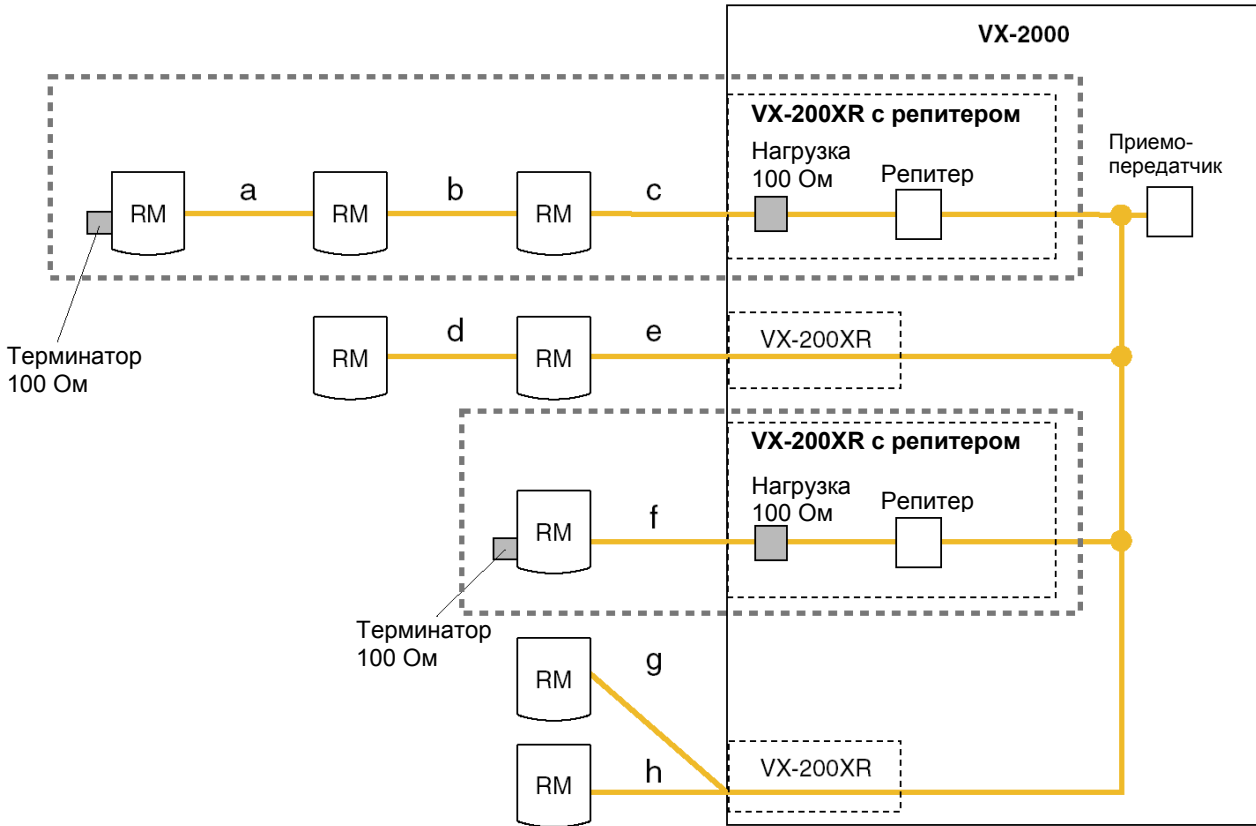 VX-2000
VX-200XR с репитером
Нагрузка
100 Ом
Репитер
Приемо-
передатчик
RM
a
RM
b
RM
c
Терминатор
100 Ом
RM
d
RM
e
VX-200XR
VX-200XR с репитером
Нагрузка
100 Ом
Репитер
RM
f
Терминатор
100 Ом
RM
g
RM
h
VX-200XR